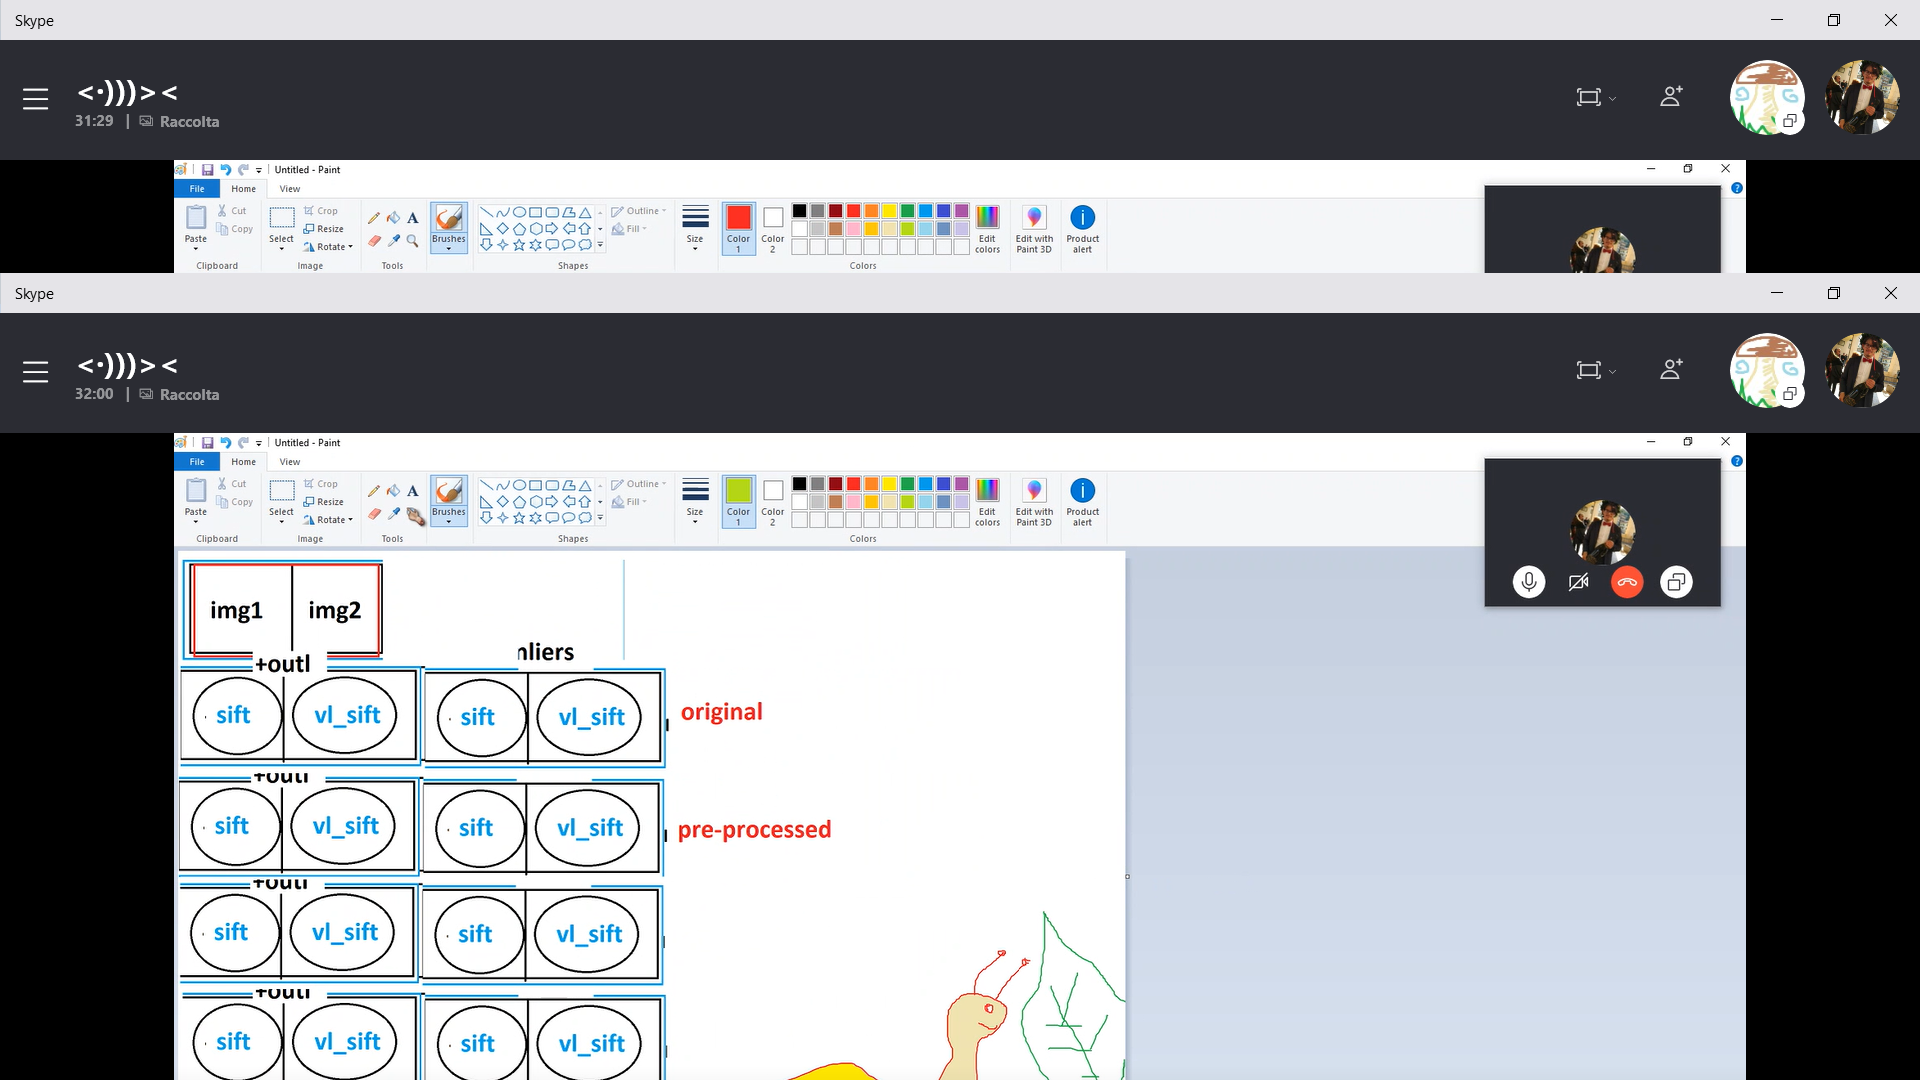 Skype
<·)))><
31:29 | Raccolta
Untitled - Paint
File Home View
Paste Cut Copy Select Crop Resize Rotate A Brushes Outline Fill Size Color 1 Color 2 Edit colors Edit with Paint 3D Product alert
Clipboard Image Tools Shapes Colors
Skype
<·)))><
32:00 | Raccolta
Untitled - Paint
File Home View
Paste Cut Copy Select Crop Resize Rotate A Brushes Outline Fill Size Color 1 Color 2 Edit colors Edit with Paint 3D Product alert
Clipboard Image Tools Shapes Colors
img1 img2
+outl nliers
sift vl_sift sift vl_sift original
+outl
sift vl_sift sift vl_sift pre-processed
+outl
sift vl_sift sift vl_sift
+outl
sift vl_sift sift vl_sift